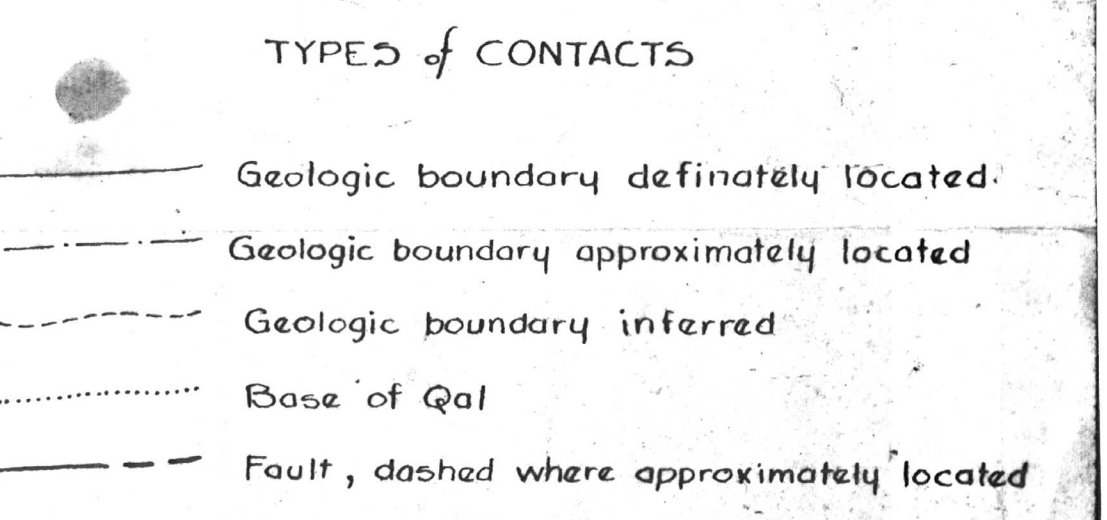 TYPES of CONTACTS
Geologic boundary definately located.
Geologic boundary approximately located
Geologic boundary inferred
Base of Qal
Fault, dashed where approximately located